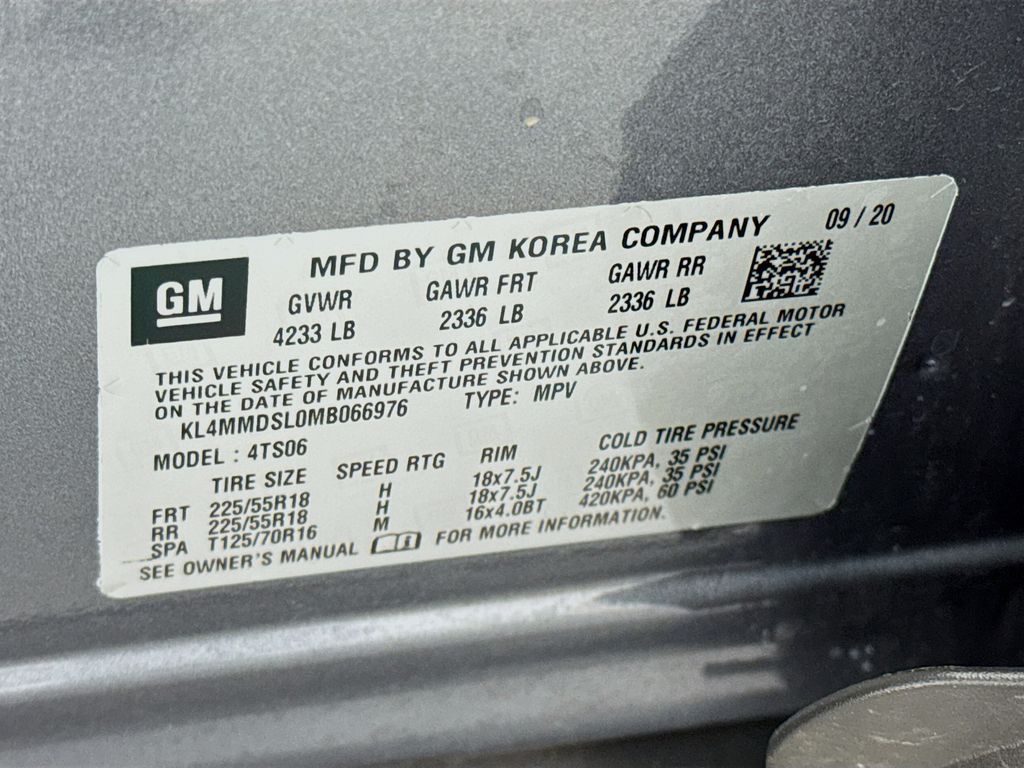 GM
MFD BY GM KOREA COMPANY 09 / 20
GVWR GAWR FRT GAWR RR
4233 LB 2336 LB 2336 LB
THIS VEHICLE CONFORMS TO ALL APPLICABLE U.S. FEDERAL MOTOR
VEHICLE SAFETY AND THEFT PREVENTION STANDARDS IN EFFECT
ON THE DATE OF MANUFACTURE SHOWN ABOVE.
KL4MMDSL0MB066976 TYPE: MPV
MODEL : 4TS06
TIRE SIZE SPEED RTG RIM COLD TIRE PRESSURE
FRT 225/55R18 H 18x7.5J 240KPA, 35 PSI
RR 225/55R18 H 18x7.5J 240KPA, 35 PSI
SPA T125/70R16 M 16x4.0BT 420KPA, 60 PSI
SEE OWNER'S MANUAL FOR MORE INFORMATION.